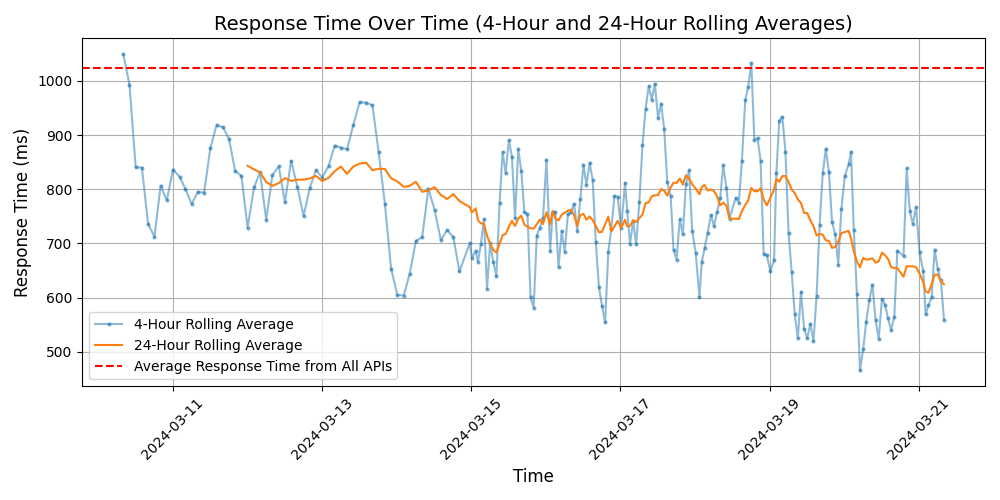 Response Time Over Time (4-Hour and 24-Hour Rolling Averages)
Response Time (ms)
1000
900
800
700
600
500
4-Hour Rolling Average
24-Hour Rolling Average
Average Response Time from All APIs
2024-03-11
2024-03-13
2024-03-15
2024-03-17
2024-03-19
2024-03-21
Time